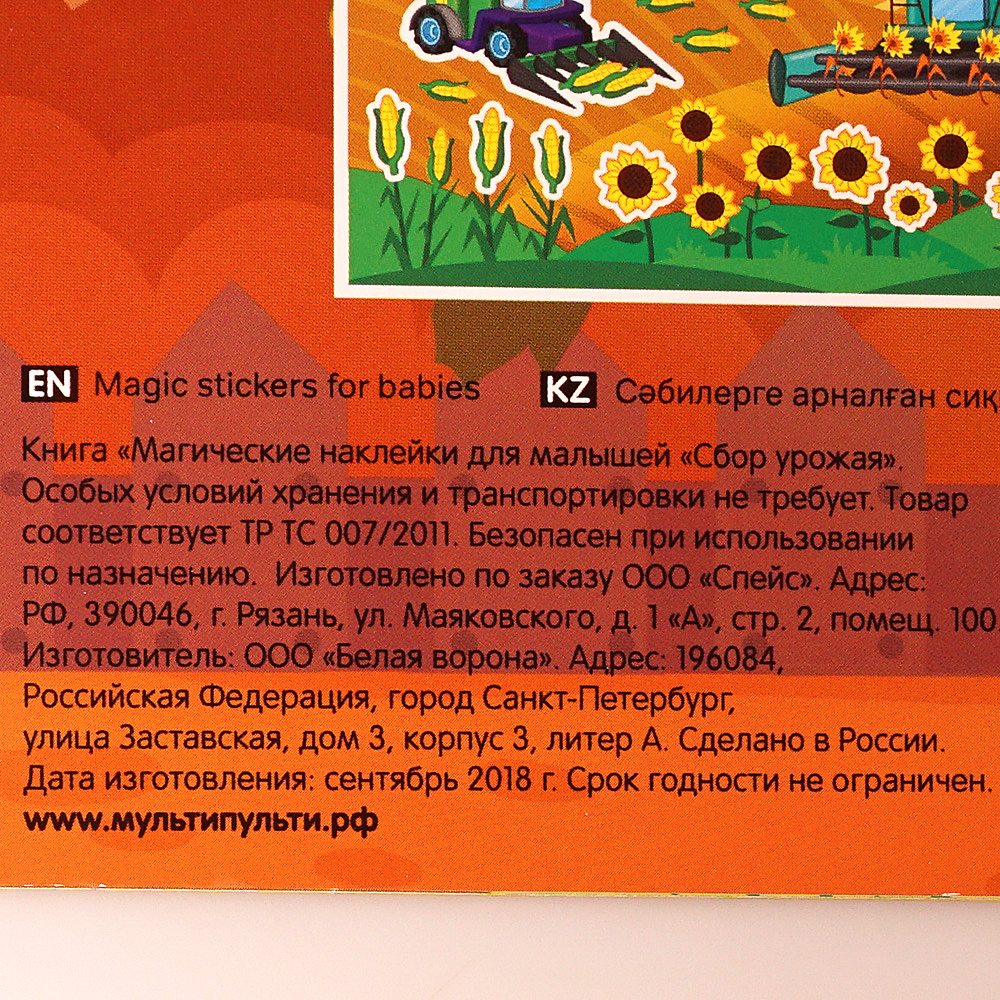 EN Magic stickers for babies KZ Сәбилерге арналған
Книга «Магические наклейки для малышей «Сбор урожая».
Особых условий хранения и транспортировки не требует. Товар
соответствует ТР ТС 007/2011. Безопасен при использовании
по назначению. Изготовлено по заказу ООО «Спейс». Адрес:
РФ, 390046, г. Рязань, ул. Маяковского, д. 1 «А», стр. 2, помещ. 100
Изготовитель: ООО «Белая ворона». Адрес: 196084,
Российская Федерация, город Санкт-Петербург,
улица Заставская, дом 3, корпус 3, литер А. Сделано в России.
Дата изготовления: сентябрь 2018 г. Срок годности не ограничен.
www.мультипульти.рф